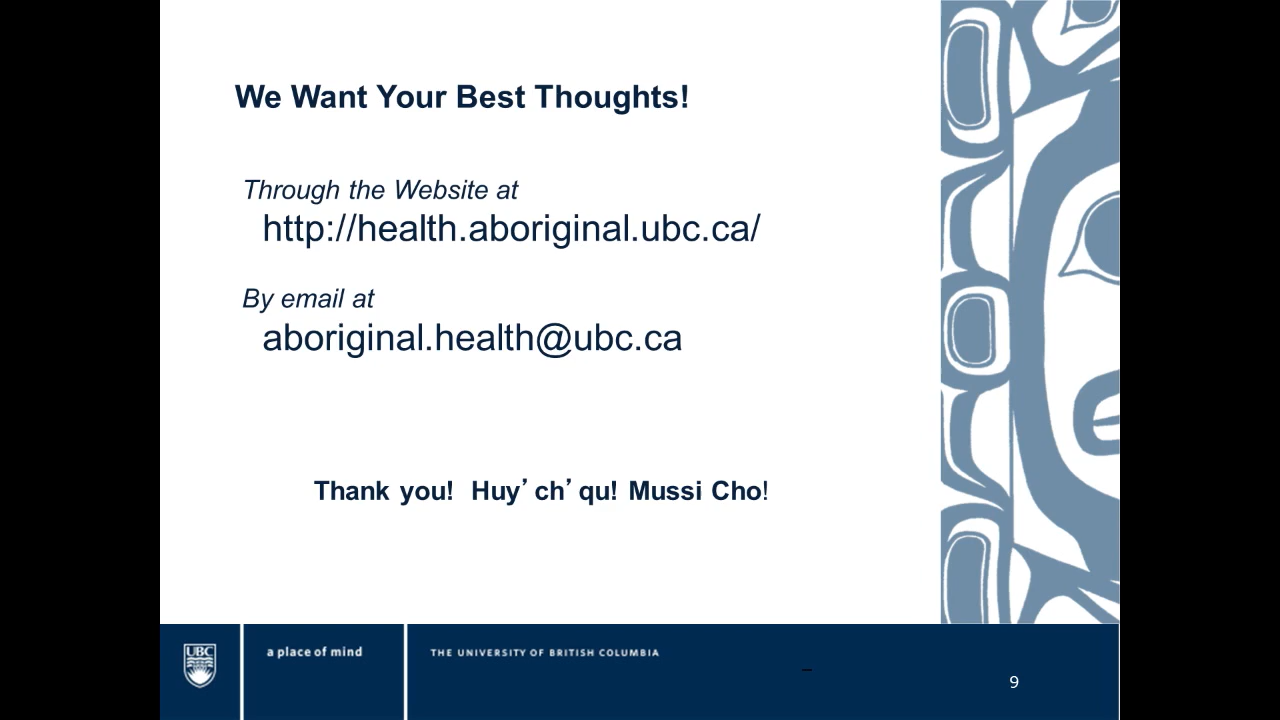 We Want Your Best Thoughts!
Through the Website at
http://health.aboriginal.ubc.ca/
By email at
aboriginal.health@ubc.ca
Thank you! Huy’ch’qu! Mussi Cho!
UBC
a place of mind
THE UNIVERSITY OF BRITISH COLUMBIA
9